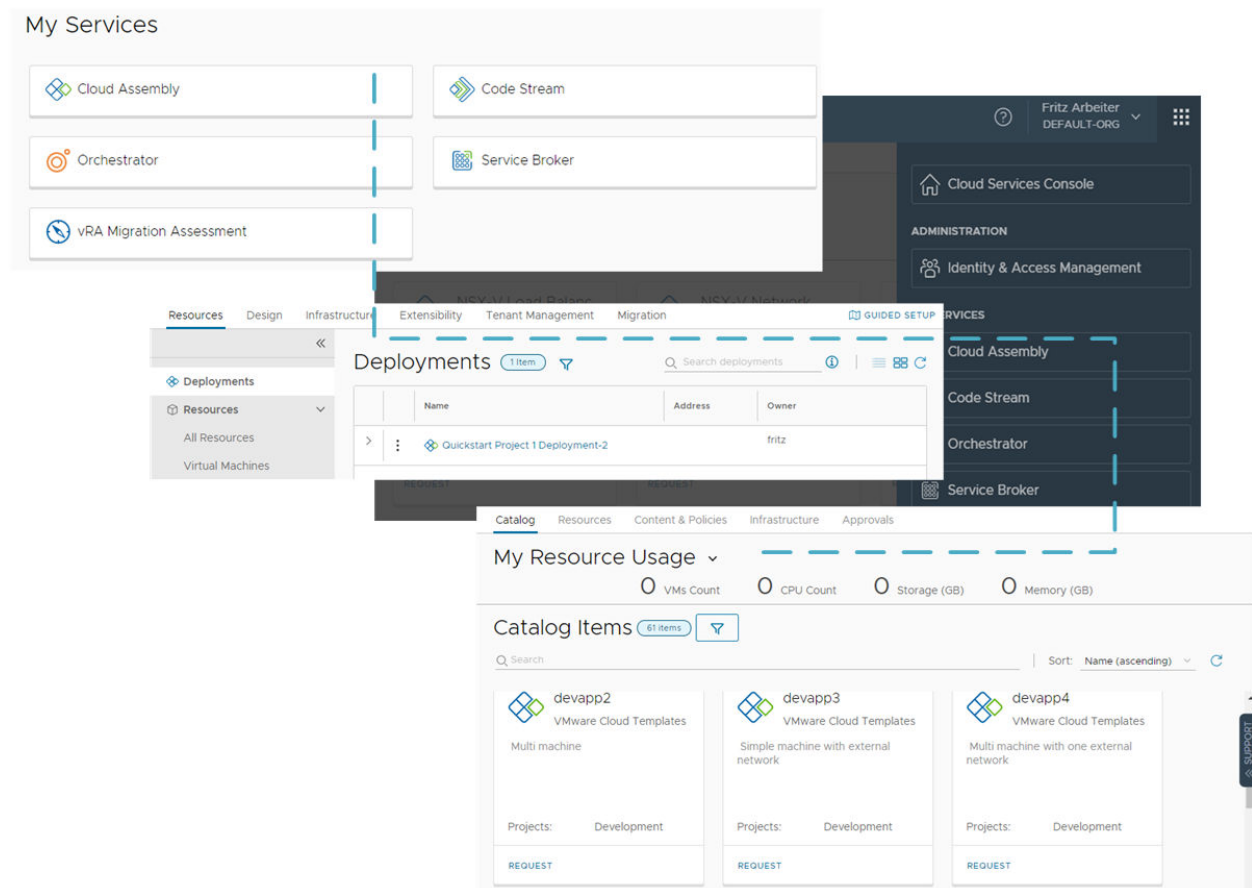 My Services
Cloud Assembly
Code Stream
Orchestrator
Service Broker
vRA Migration Assessment
Fritz Arbeiter
DEFAULT-ORG
Cloud Services Console
ADMINISTRATION
Identity & Access Management
NSX-V Network
RVICES
Cloud Assembly
Code Stream
Orchestrator
Service Broker
REQUEST
REQUEST
Resources Design Infrastructure Extensibility Tenant Management Migration GUIDED SETUP
Deployments 1 Item Search deployments
Deployments
Resources
All Resources
Virtual Machines
Name Address Owner
Quickstart Project 1 Deployment-2 fritz
Catalog Resources Content & Policies Infrastructure Approvals
My Resource Usage
0 VMs Count 0 CPU Count 0 Storage (GB) 0 Memory (GB)
Catalog Items 61 items
Search Sort: Name (ascending)
devapp2
VMware Cloud Templates
Multi machine
Projects: Development
REQUEST
devapp3
VMware Cloud Templates
Simple machine with external
network
Projects: Development
REQUEST
devapp4
VMware Cloud Templates
Multi machine with one external
network
Projects: Development
REQUEST
SUPPORT